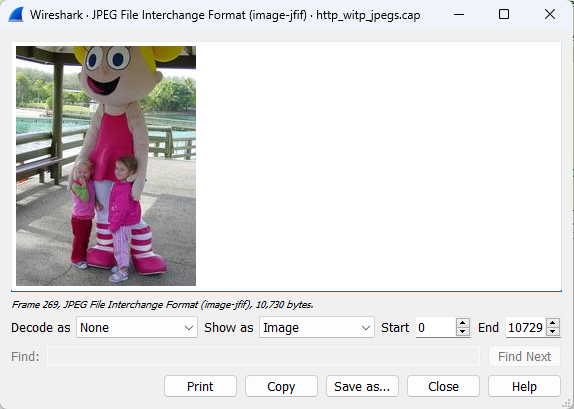 Wireshark · JPEG File Interchange Format (image-jfif) · http_witp_jpegs.cap
Frame 269, JPEG File Interchange Format (image-jfif), 10,730 bytes.
Decode as None Show as Image Start 0 End 10729
Find: Find Next
Print Copy Save as... Close Help